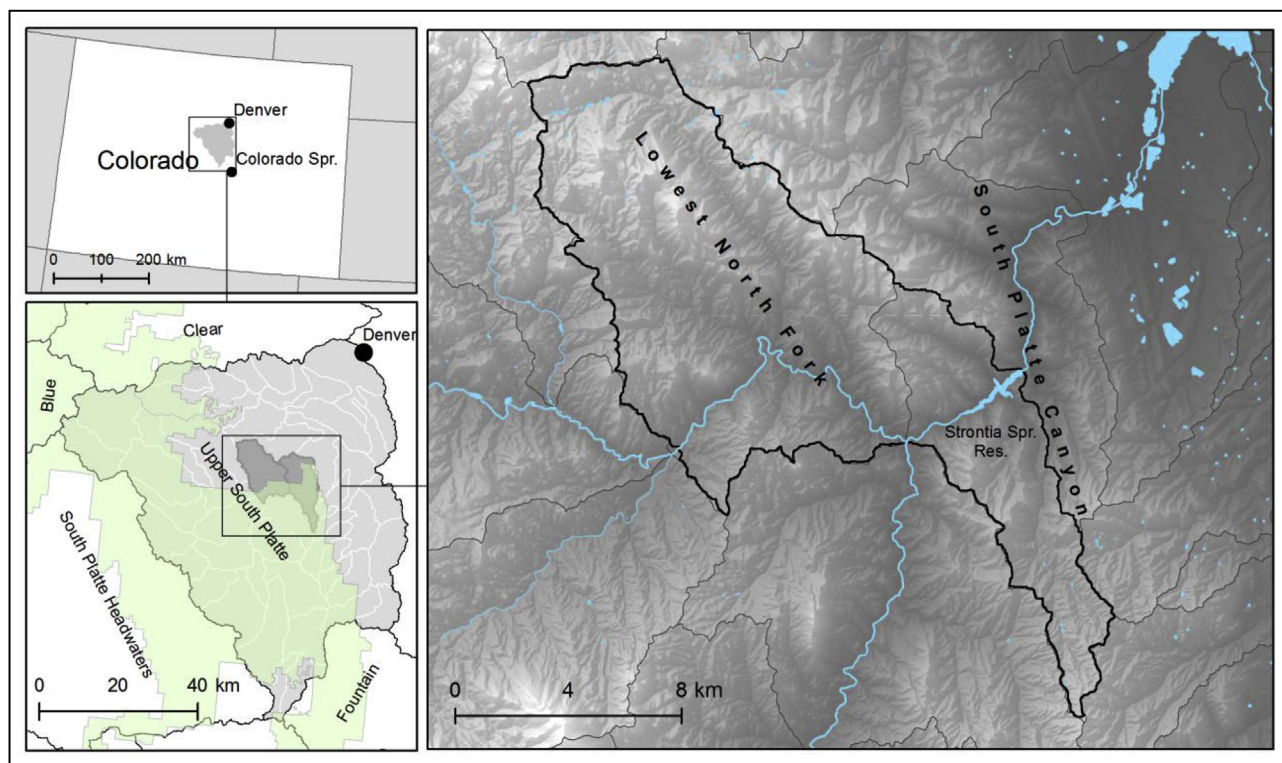 Denver
Colorado
Colorado Spr.
0 100 200 km
Clear
Denver
Blue
Upper South Platte
South Platte Headwaters
Fountain
0 20 40 km
Lowest North Fork
South Platte Canyon
Strontia Spr.
Res.
0 4 8 km